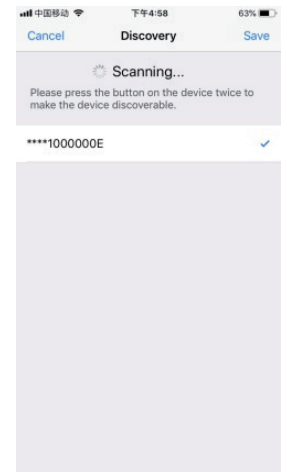 中国移动 下午4:58 63%
Cancel Discovery Save
Scanning...
Please press the button on the device twice to
make the device discoverable.
****1000000E